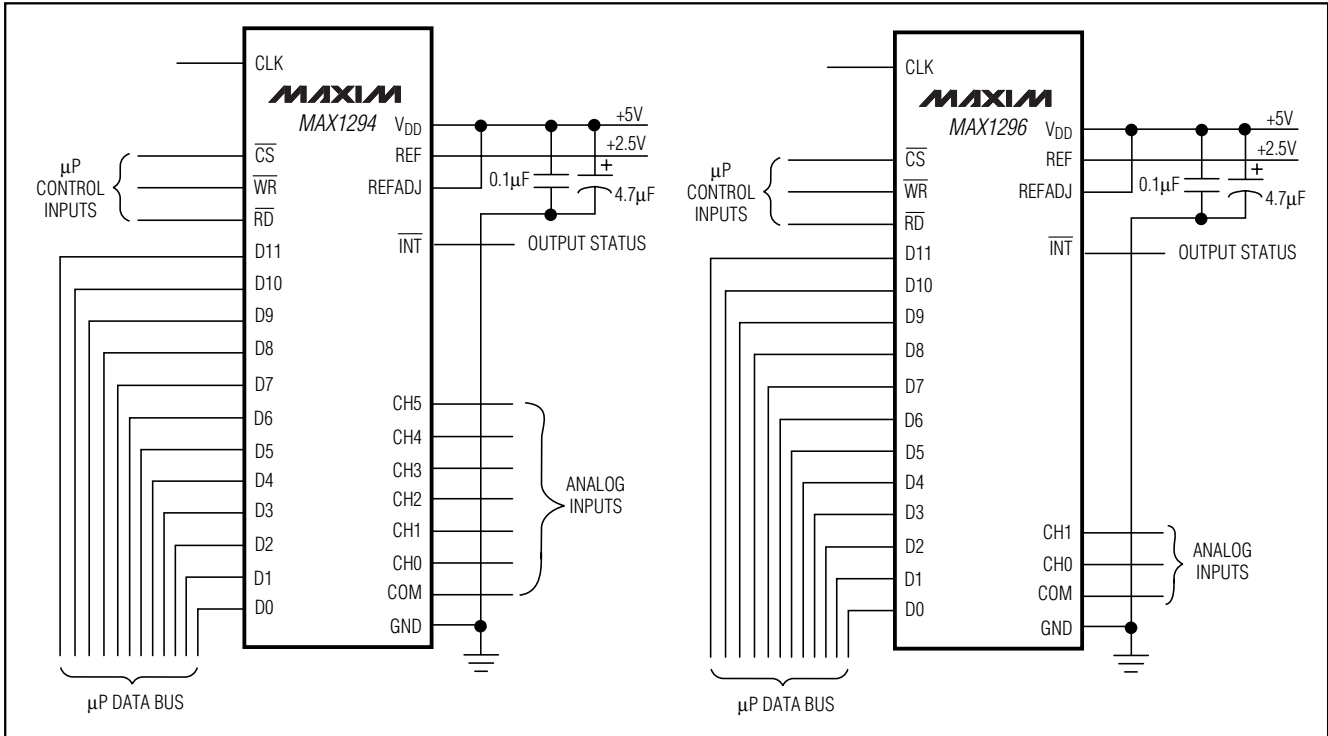 CLK
MAXIM
MAX1294
VDD
+5V
REF
+2.5V
REFADJ
0.1μF
+
4.7μF
μP
CONTROL
INPUTS
CS
WR
RD
INT
OUTPUT STATUS
D11
D10
D9
D8
D7
D6
D5
D4
D3
D2
D1
D0
CH5
CH4
CH3
CH2
CH1
CH0
COM
GND
ANALOG
INPUTS
μP DATA BUS
CLK
MAXIM
MAX1296
VDD
+5V
REF
+2.5V
REFADJ
0.1μF
+
4.7μF
μP
CONTROL
INPUTS
CS
WR
RD
INT
OUTPUT STATUS
D11
D10
D9
D8
D7
D6
D5
D4
D3
D2
D1
D0
CH1
CH0
COM
GND
ANALOG
INPUTS
μP DATA BUS